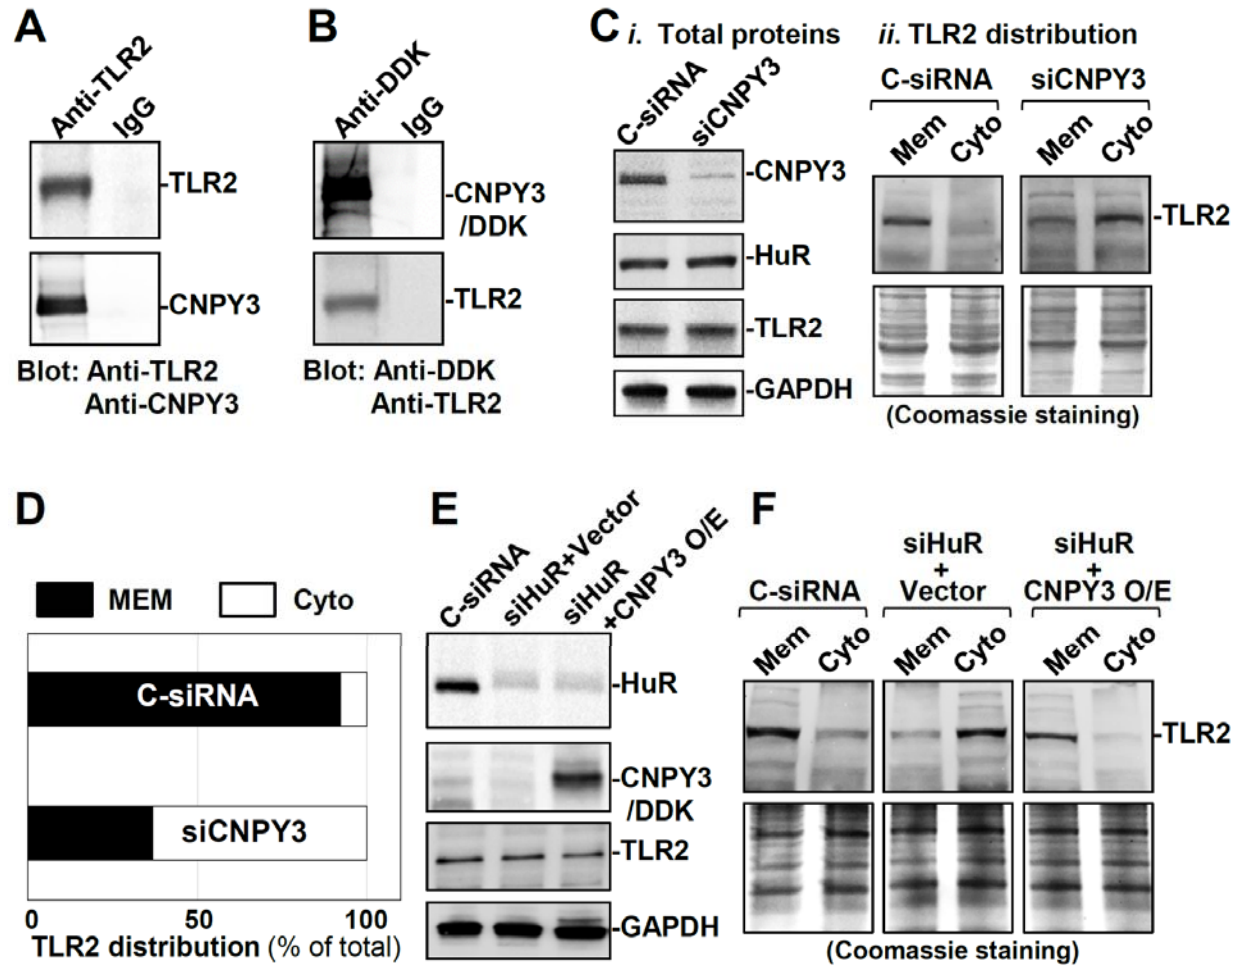 A
Anti-TLR2
IgG
-TLR2
-CNPY3
Blot: Anti-TLR2
Anti-CNPY3
B
Anti-DDK
IgG
-CNPY3
/DDK
-TLR2
Blot: Anti-DDK
Anti-TLR2
C
i. Total proteins
C-siRNA
siCNPY3
-CNPY3
-HuR
-TLR2
-GAPDH
ii. TLR2 distribution
C-siRNA
siCNPY3
Mem
Cyto
Mem
Cyto
-TLR2
(Coomassie staining)
D
MEM
Cyto
C-siRNA
siCNPY3
0
50
100
TLR2 distribution (% of total)
E
C-siRNA
siHuR+Vector
siHuR
+CNPY3 O/E
-HuR
-CNPY3
/DDK
-TLR2
-GAPDH
F
C-siRNA
siHuR
+
Vector
siHuR
+
CNPY3 O/E
Mem
Cyto
Mem
Cyto
Mem
Cyto
-TLR2
(Coomassie staining)